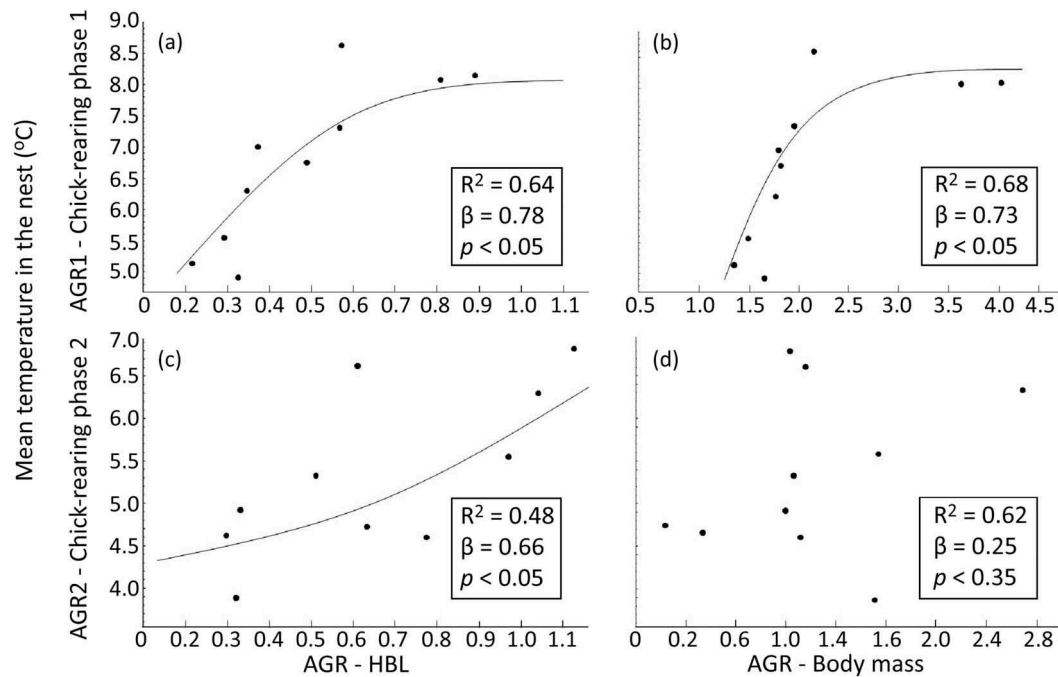 Mean temperature in the nest (ºC)
AGR1 - Chick-rearing phase 1
9.0
8.5
8.0
7.5
7.0
6.5
6.0
5.5
5.0
(a)
R² = 0.64
β = 0.78
p < 0.05
0 0.1 0.2 0.3 0.4 0.5 0.6 0.7 0.8 0.9 1.0 1.1
(b)
R² = 0.68
β = 0.73
p < 0.05
0.5 1.0 1.5 2.0 2.5 3.0 3.5 4.0 4.5
AGR2 - Chick-rearing phase 2
7.0
6.5
6.0
5.5
5.0
4.5
4.0
(c)
R² = 0.48
β = 0.66
p < 0.05
0 0.1 0.2 0.3 0.4 0.5 0.6 0.7 0.8 0.9 1.0 1.1
AGR - HBL
(d)
R² = 0.62
β = 0.25
p < 0.35
0 0.2 0.6 1.0 1.6 2.0 2.4 2.8
AGR - Body mass